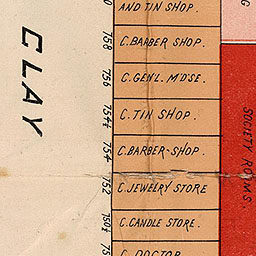 AND TIN SHOP.
758 C. BARBER SHOP.
756 C. GEN'L. M'DSE.
754½ C. TIN SHOP.
754 C. BARBER-SHOP.
752 C. JEWELRY STORE
750½ C. CANDLE STORE.
C. DOCTOR
CLAY
SOCIETY ROOMS